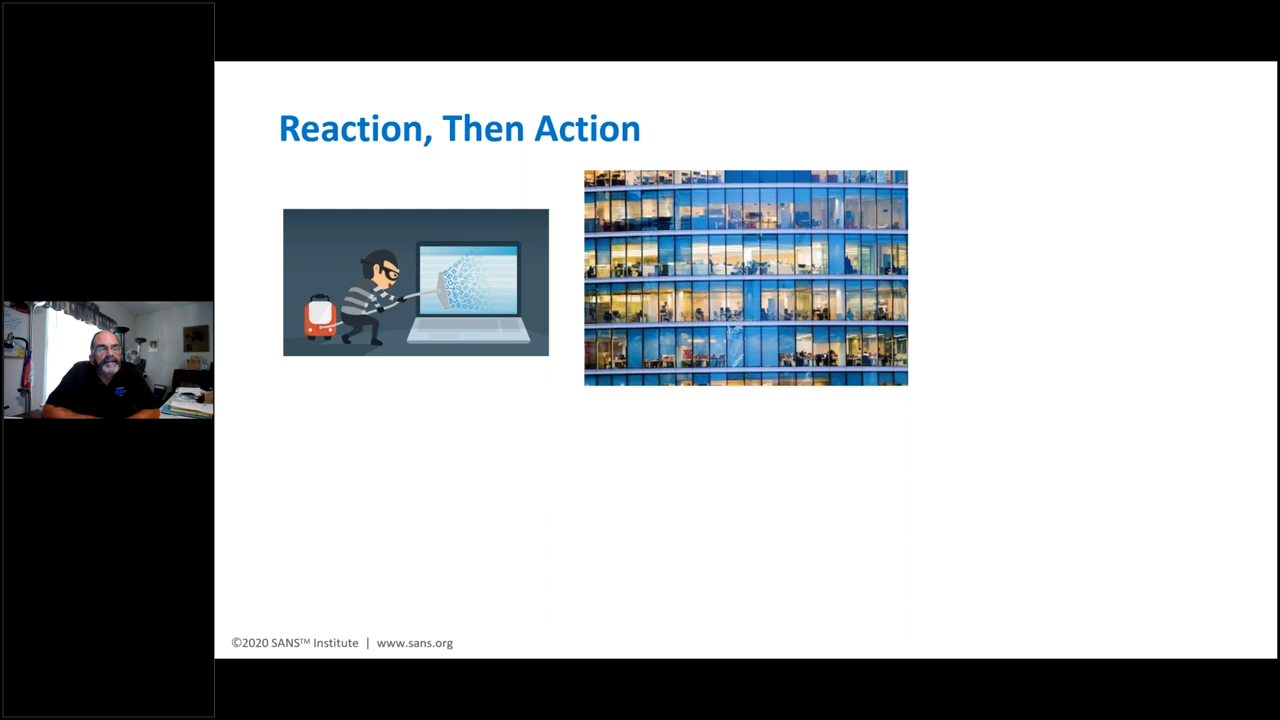 Reaction, Then Action
©2020 SANS™ Institute | www.sans.org